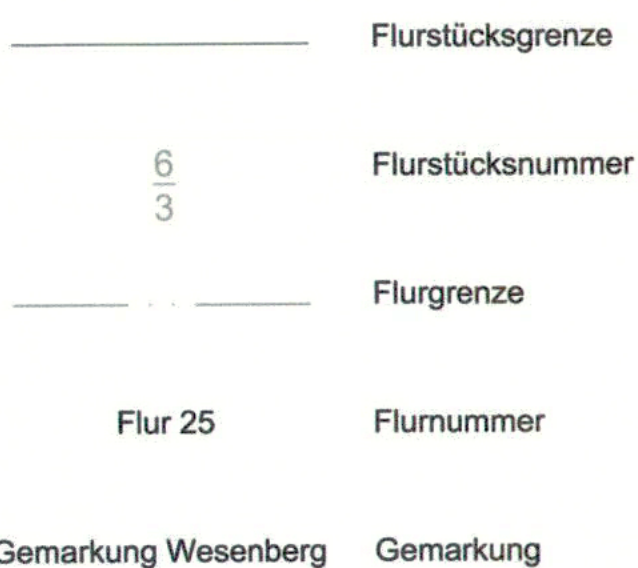 Flurstücksgrenze
6
3
Flurstücksnummer
Flurgrenze
Flur 25 Flurnummer
Gemarkung Wesenberg Gemarkung